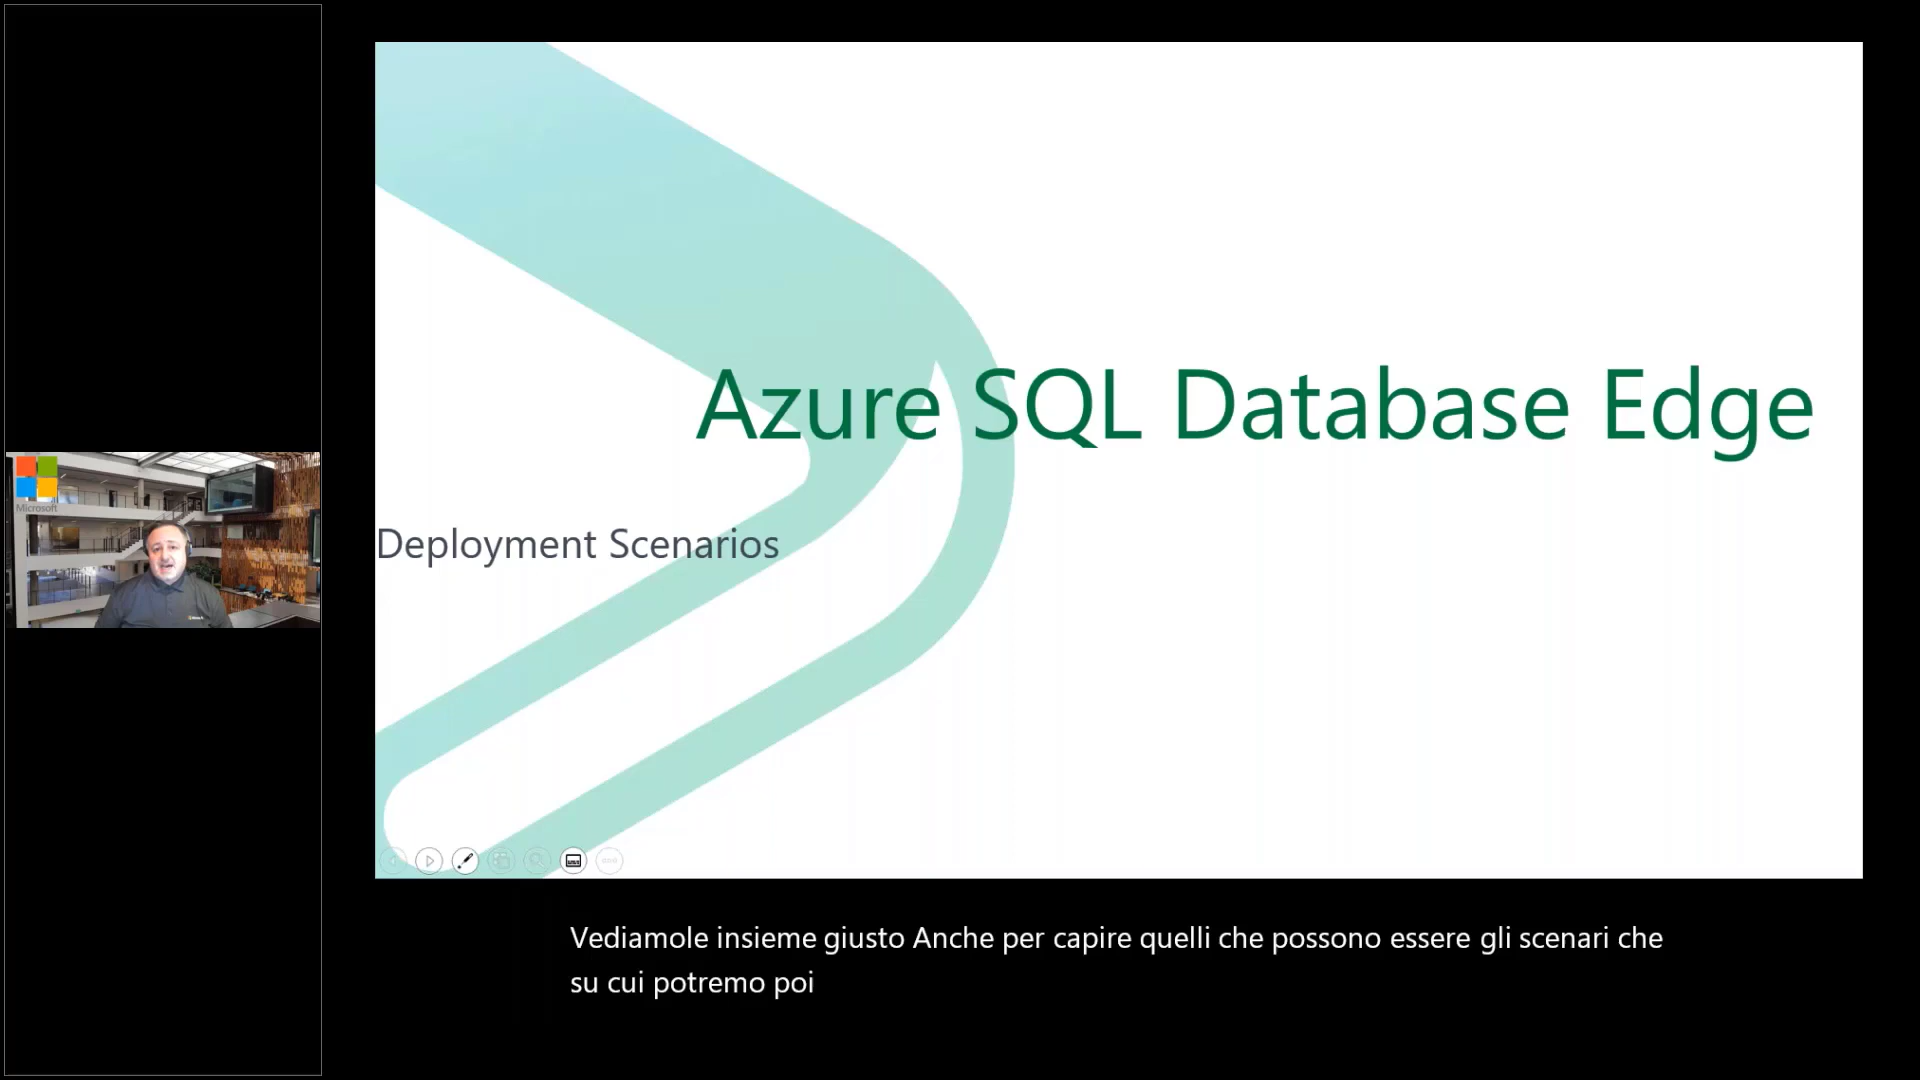 Azure SQL Database Edge
Deployment Scenarios
Microsoft
Vediamole insieme giusto Anche per capire quelli che possono essere gli scenari che
su cui potremo poi